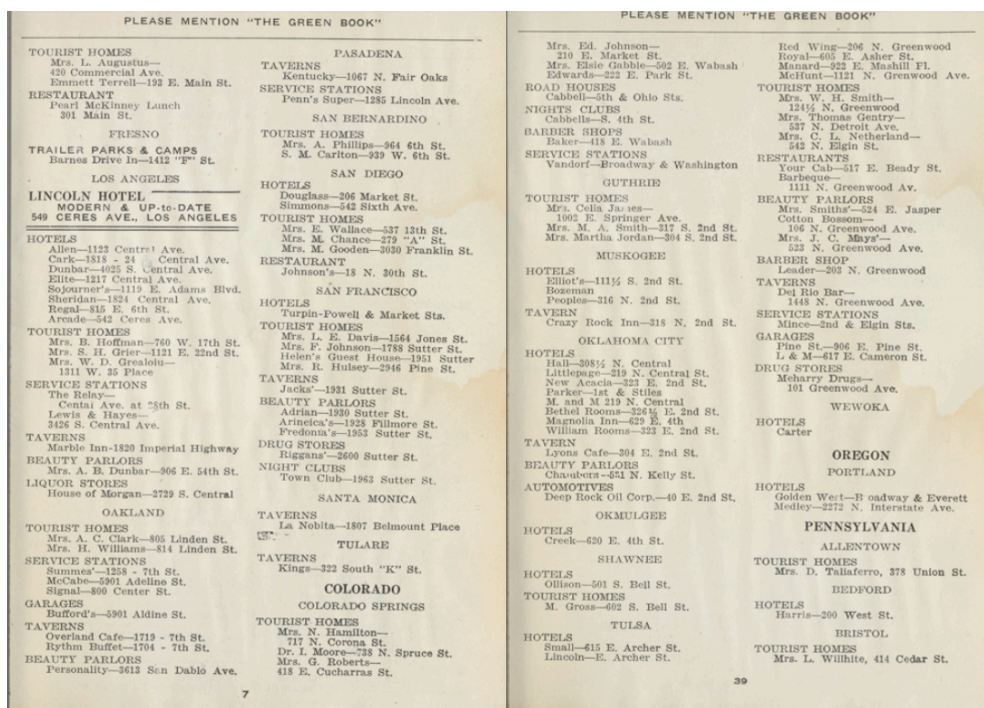 PLEASE MENTION "THE GREEN BOOK"
TOURIST HOMES
Mrs. L. Augustus—
420 Commercial Ave.
Emmett Terrell—193 E. Main St.
RESTAURANT
Pearl McKinney Lunch
301 Main St.
FRESNO
TRAILER PARKS & CAMPS
Barnes Drive In—1412 "F" St.
LOS ANGELES
LINCOLN HOTEL
MODERN & UP-to-DATE
549 CERES AVE., LOS ANGELES
HOTELS
Allen—1123 Central Ave.
Cark—1818 - 24 Central Ave.
Dunbar—4025 S. Central Ave.
Elite—1217 Central Ave.
Sojourner's—1119 E. Adams Blvd.
Sheridan—1824 Central Ave.
Regal—815 E. 6th St.
Arcade—542 Ceres Ave.
TOURIST HOMES
Mrs. B. Hoffman—760 W. 17th St.
Mrs. S. H. Grier—1121 E. 22nd St.
Mrs. W. D. Grealolu—
1311 W. 35 Place
SERVICE STATIONS
The Relay—
Cental Ave. at 28th St.
Lewis & Hayes—
3426 S. Central Ave.
TAVERNS
Marble Inn-1820 Imperial Highway
BEAUTY PARLORS
Mrs. A. B. Dunbar—906 E. 54th St.
LIQUOR STORES
House of Morgan—2729 S. Central
OAKLAND
TOURIST HOMES
Mrs. A. C. Clark—805 Linden St.
Mrs. H. Williams—814 Linden St.
SERVICE STATIONS
Summes'—1258 - 7th St.
McCabe—5901 Adeline St.
Signal—800 Center St.
GARAGES
Bufford's—5901 Aldine St.
TAVERNS
Overland Cafe—1719 - 7th St.
Rythm Buffet—1704 - 7th St.
BEAUTY PARLORS
Personality—3613 San Dablo Ave.
PASADENA
TAVERNS
Kentucky—1067 N. Fair Oaks
SERVICE STATIONS
Penn's Super—1285 Lincoln Ave.
SAN BERNARDINO
TOURIST HOMES
Mrs. A. Phillips—964 6th St.
S. M. Carlton—939 W. 6th St.
SAN DIEGO
HOTELS
Douglass—206 Market St.
Simmons—542 Sixth Ave.
TOURIST HOMES
Mrs. E. Wallace—537 13th St.
Mrs. M. Chance—279 "A" St.
Mrs. M. Gooden—3030 Franklin St.
RESTAURANT
Johnson's—18 N. 30th St.
SAN FRANCISCO
HOTELS
Turpin-Powell & Market Sts.
TOURIST HOMES
Mrs. L. E. Davis—1564 Jones St.
Mrs. F. Johnson—1788 Sutter St.
Helen's Guest House—1951 Sutter
Mrs. R. Hulsey—2946 Pine St.
TAVERNS
Jacks'—1931 Sutter St.
BEAUTY PARLORS
Adrian—1930 Sutter St.
Arineica's—1928 Fillmore St.
Fredonia's—1953 Sutter St.
DRUG STORES
Riggans'—2600 Sutter St.
NIGHT CLUBS
Town Club—1963 Sutter St.
SANTA MONICA
TAVERNS
La Nobita—1807 Belmount Place
TULARE
TAVERNS
Kings—322 South "K" St.
COLORADO
COLORADO SPRINGS
TOURIST HOMES
Mrs. N. Hamilton—
717 N. Corona St.
Dr. I. Moore—738 N. Spruce St.
Mrs. G. Roberts—
418 E. Cucharras St.
7
PLEASE MENTION "THE GREEN BOOK"
Mrs. Ed. Johnson—
210 E. Market St.
Mrs. Elsie Gabble—502 E. Wabash
Edwards—222 E. Park St.
ROAD HOUSES
Cabbell—5th & Ohio Sts.
NIGHTS CLUBS
Cabbells—S. 4th St.
BARBER SHOPS
Baker—418 E. Wabash
SERVICE STATIONS
Vandorf—Broadway & Washington
GUTHRIE
TOURIST HOMES
Mrs. Celia James—
1002 E. Springer Ave.
Mrs. M. A. Smith—317 S. 2nd St.
Mrs. Martha Jordan—304 S. 2nd St.
MUSKOGEE
HOTELS
Elliot's—111½ S. 2nd St.
Bozeman
Peoples—316 N. 2nd St.
TAVERN
Crazy Rock Inn—318 N. 2nd St.
OKLAHOMA CITY
HOTELS
Hall—308½ N. Central
Littlepage—219 N. Central St.
New Acacia—323 E. 2nd St.
Parker—1st & Stiles
M. and M 219 N. Central
Bethel Rooms—326½ E. 2nd St.
Magnolia Inn—629 E. 4th
William Rooms—323 E. 2nd St.
TAVERN
Lyons Cafe—304 E. 2nd St.
BEAUTY PARLORS
Chambers—531 N. Kelly St.
AUTOMOTIVES
Deep Rock Oil Corp.—40 E. 2nd St.
OKMULGEE
HOTELS
Creek—620 E. 4th St.
SHAWNEE
HOTELS
Ollison—501 S. Bell St.
TOURIST HOMES
M. Gross—602 S. Bell St.
TULSA
HOTELS
Small—615 E. Archer St.
Lincoln—E. Archer St.
Red Wing—206 N. Greenwood
Royal—605 E. Asher St.
Manard—922 E. Mashill Pl.
McHunt—1121 N. Grenwood Ave.
TOURIST HOMES
Mrs. W. H. Smith—
124½ N. Greenwood
Mrs. Thomas Gentry—
537 N. Detroit Ave.
Mrs. C. L. Netherland—
542 N. Elgin St.
RESTAURANTS
Your Cab—517 E. Beady St.
Barbeque—
1111 N. Greenwood Av.
BEAUTY PARLORS
Mrs. Smiths'—524 E. Jasper
Cotton Bossom—
106 N. Greenwood Ave.
Mrs. J. C. Mays'—
523 N. Greenwood Ave.
BARBER SHOP
Leader—203 N. Greenwood
TAVERNS
Del Rio Bar—
1448 N. Greenwood Ave.
SERVICE STATIONS
Mince—2nd & Elgin Sts.
GARAGES
Pine St.—906 E. Pine St.
L & M—617 E. Cameron St.
DRUG STORES
Meharry Drugs—
101 Greenwood Ave.
WEWOKA
HOTELS
Carter
OREGON
PORTLAND
HOTELS
Golden West—Broadway & Everett
Medley—2272 N. Interstate Ave.
PENNSYLVANIA
ALLENTOWN
TOURIST HOMES
Mrs. D. Taliaferro, 378 Union St.
BEDFORD
HOTELS
Harris—200 West St.
BRISTOL
TOURIST HOMES
Mrs. L. Willhite, 414 Cedar St.
39